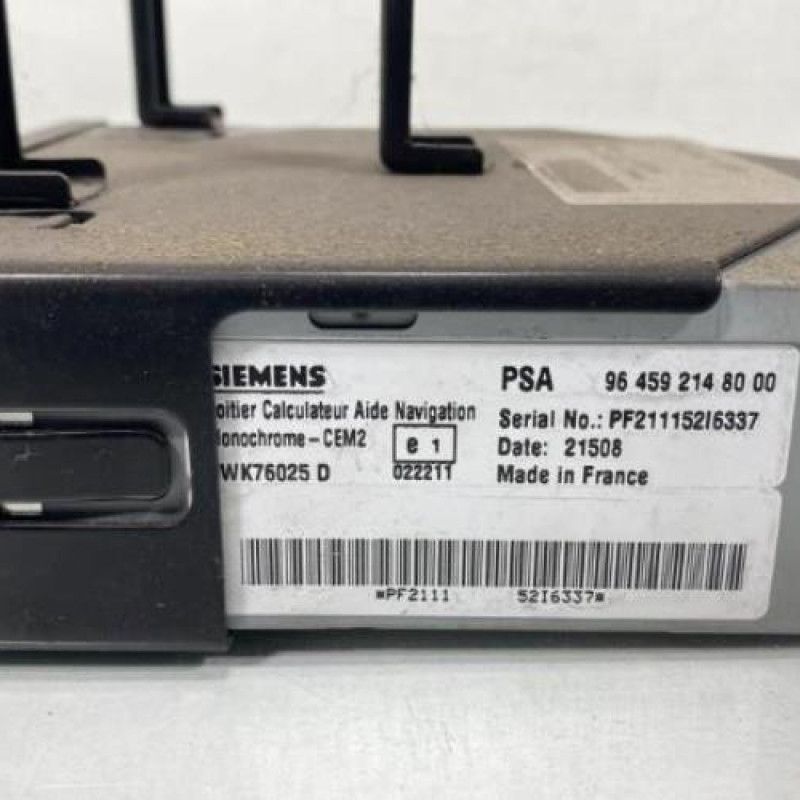 SIEMENS
PSA 96 459 214 80 00
oitier Calculateur Aide Navigation
onochrome-CEM2
e 1
WK76025 D
022211
Serial No.: PF211152I6337
Date: 21508
Made in France
*PF2111 52I6337*